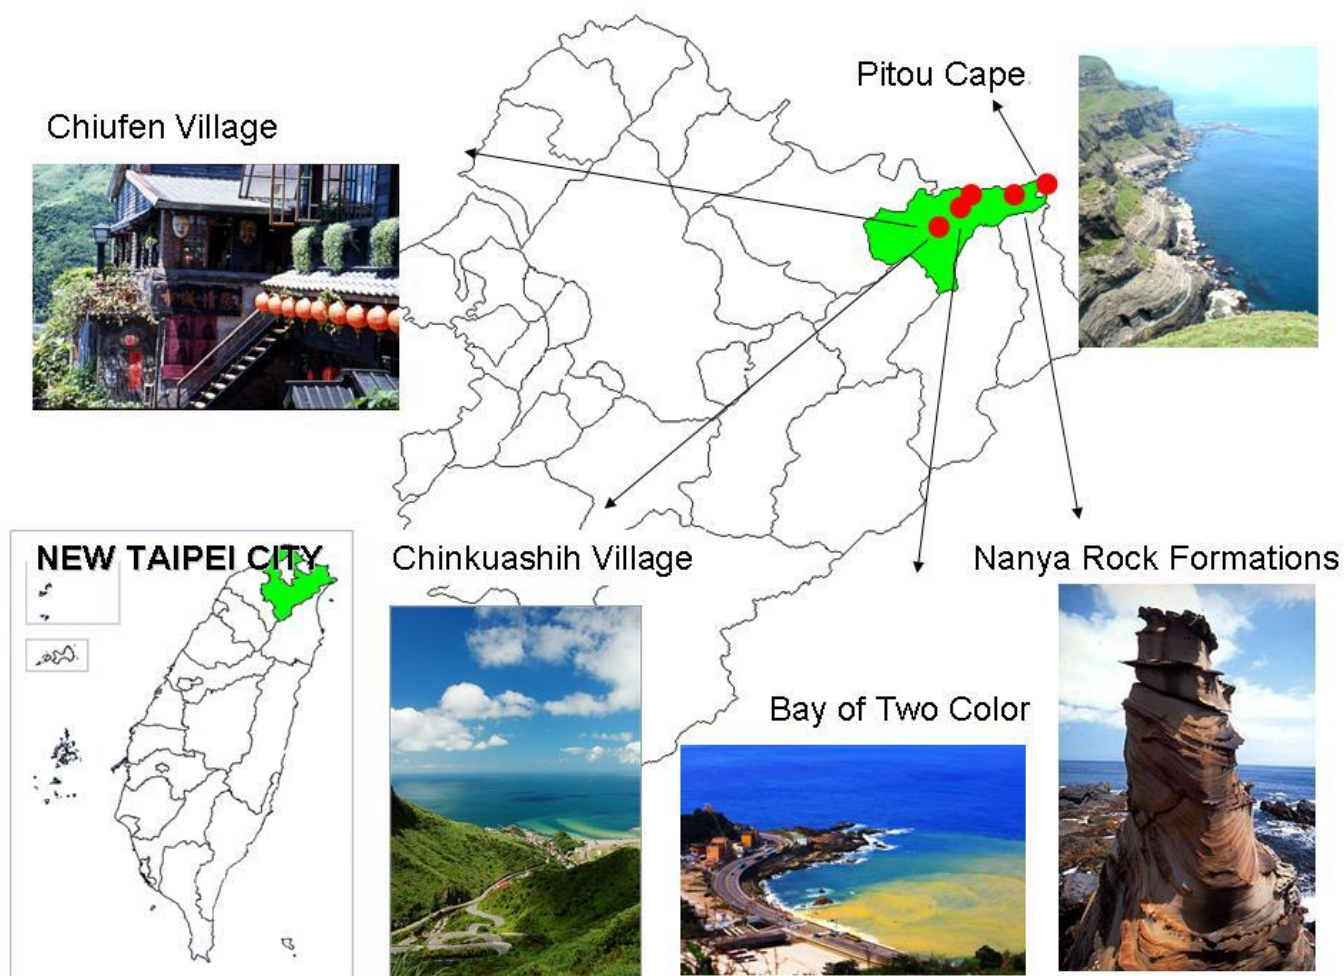 Pitou Cape
Chiufen Village
NEW TAIPEI CITY
Chinkuashih Village
Nanya Rock Formations
Bay of Two Color